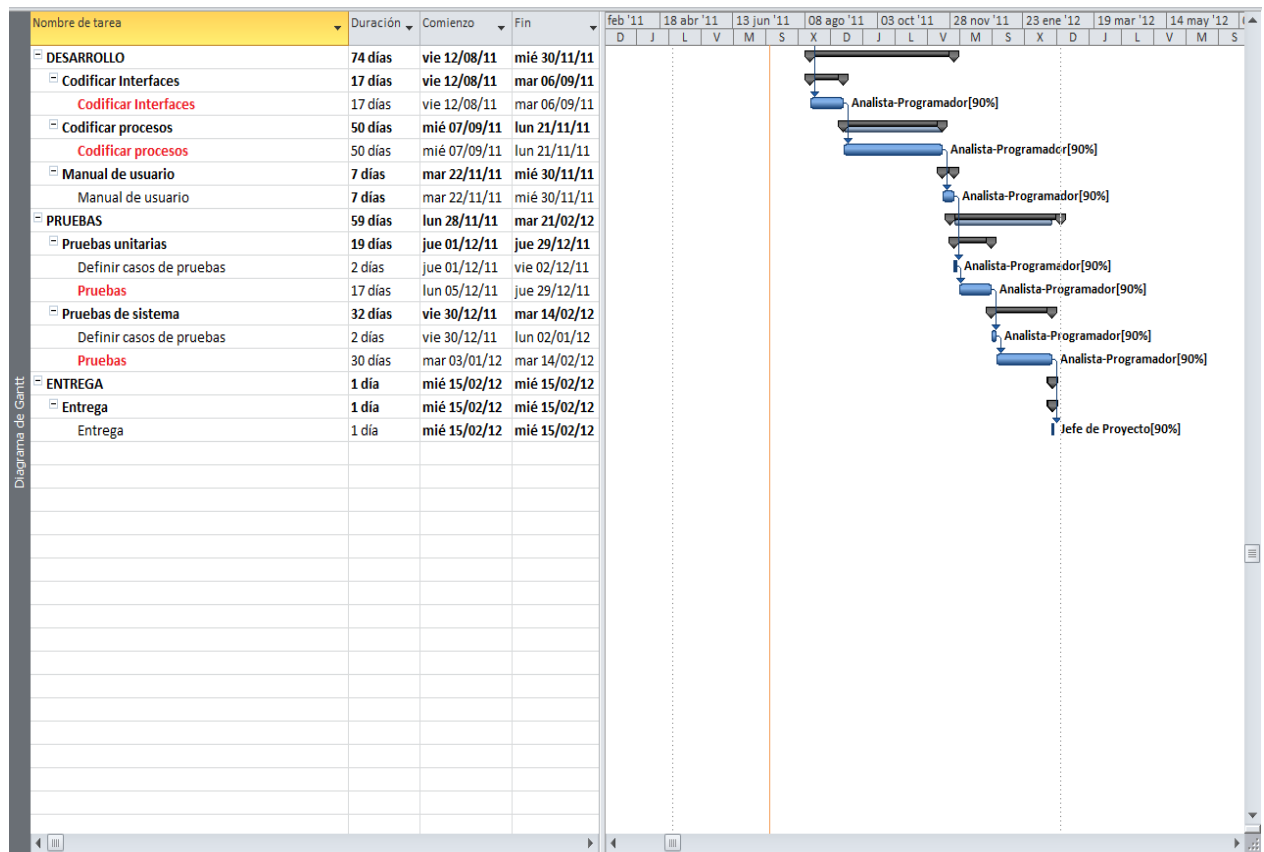 Nombre de tarea Duración Comienzo Fin feb '11 18 abr '11 13 jun '11 08 ago '11 03 oct '11 28 nov '11 23 ene '12 19 mar '12 14 may '12
D J L V M S X D J L V M S X D J L V M S
DESARROLLO 74 días vie 12/08/11 mié 30/11/11
Codificar Interfaces 17 días vie 12/08/11 mar 06/09/11
Codificar Interfaces 17 días vie 12/08/11 mar 06/09/11 Analista-Programador[90%]
Codificar procesos 50 días mié 07/09/11 lun 21/11/11
Codificar procesos 50 días mié 07/09/11 lun 21/11/11 Analista-Programador[90%]
Manual de usuario 7 días mar 22/11/11 mié 30/11/11
Manual de usuario 7 días mar 22/11/11 mié 30/11/11 Analista-Programador[90%]
PRUEBAS 59 días lun 28/11/11 mar 21/02/12
Pruebas unitarias 19 días jue 01/12/11 jue 29/12/11
Definir casos de pruebas 2 días jue 01/12/11 vie 02/12/11 Analista-Programador[90%]
Pruebas 17 días lun 05/12/11 jue 29/12/11 Analista-Programador[90%]
Pruebas de sistema 32 días vie 30/12/11 mar 14/02/12
Definir casos de pruebas 2 días vie 30/12/11 lun 02/01/12 Analista-Programador[90%]
Pruebas 30 días mar 03/01/12 mar 14/02/12 Analista-Programador[90%]
ENTREGA 1 día mié 15/02/12 mié 15/02/12
Entrega 1 día mié 15/02/12 mié 15/02/12
Entrega 1 día mié 15/02/12 mié 15/02/12 Jefe de Proyecto[90%]
Diagrama de Gantt